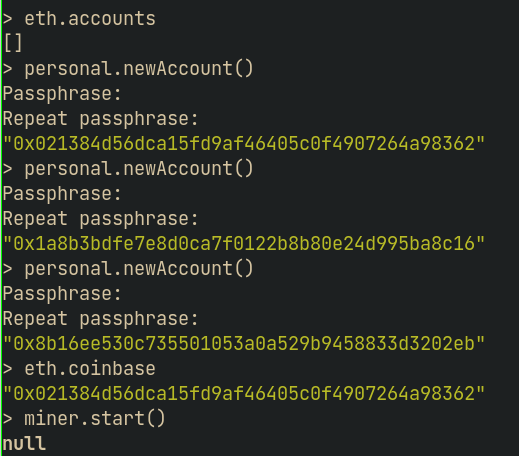 > eth.accounts
[]
> personal.newAccount()
Passphrase:
Repeat passphrase:
"0x021384d56dca15fd9af46405c0f4907264a98362"
> personal.newAccount()
Passphrase:
Repeat passphrase:
"0x1a8b3bdfe7e8d0ca7f0122b8b80e24d995ba8c16"
> personal.newAccount()
Passphrase:
Repeat passphrase:
"0x8b16ee530c735501053a0a529b9458833d3202eb"
> eth.coinbase
"0x021384d56dca15fd9af46405c0f4907264a98362"
> miner.start()
null